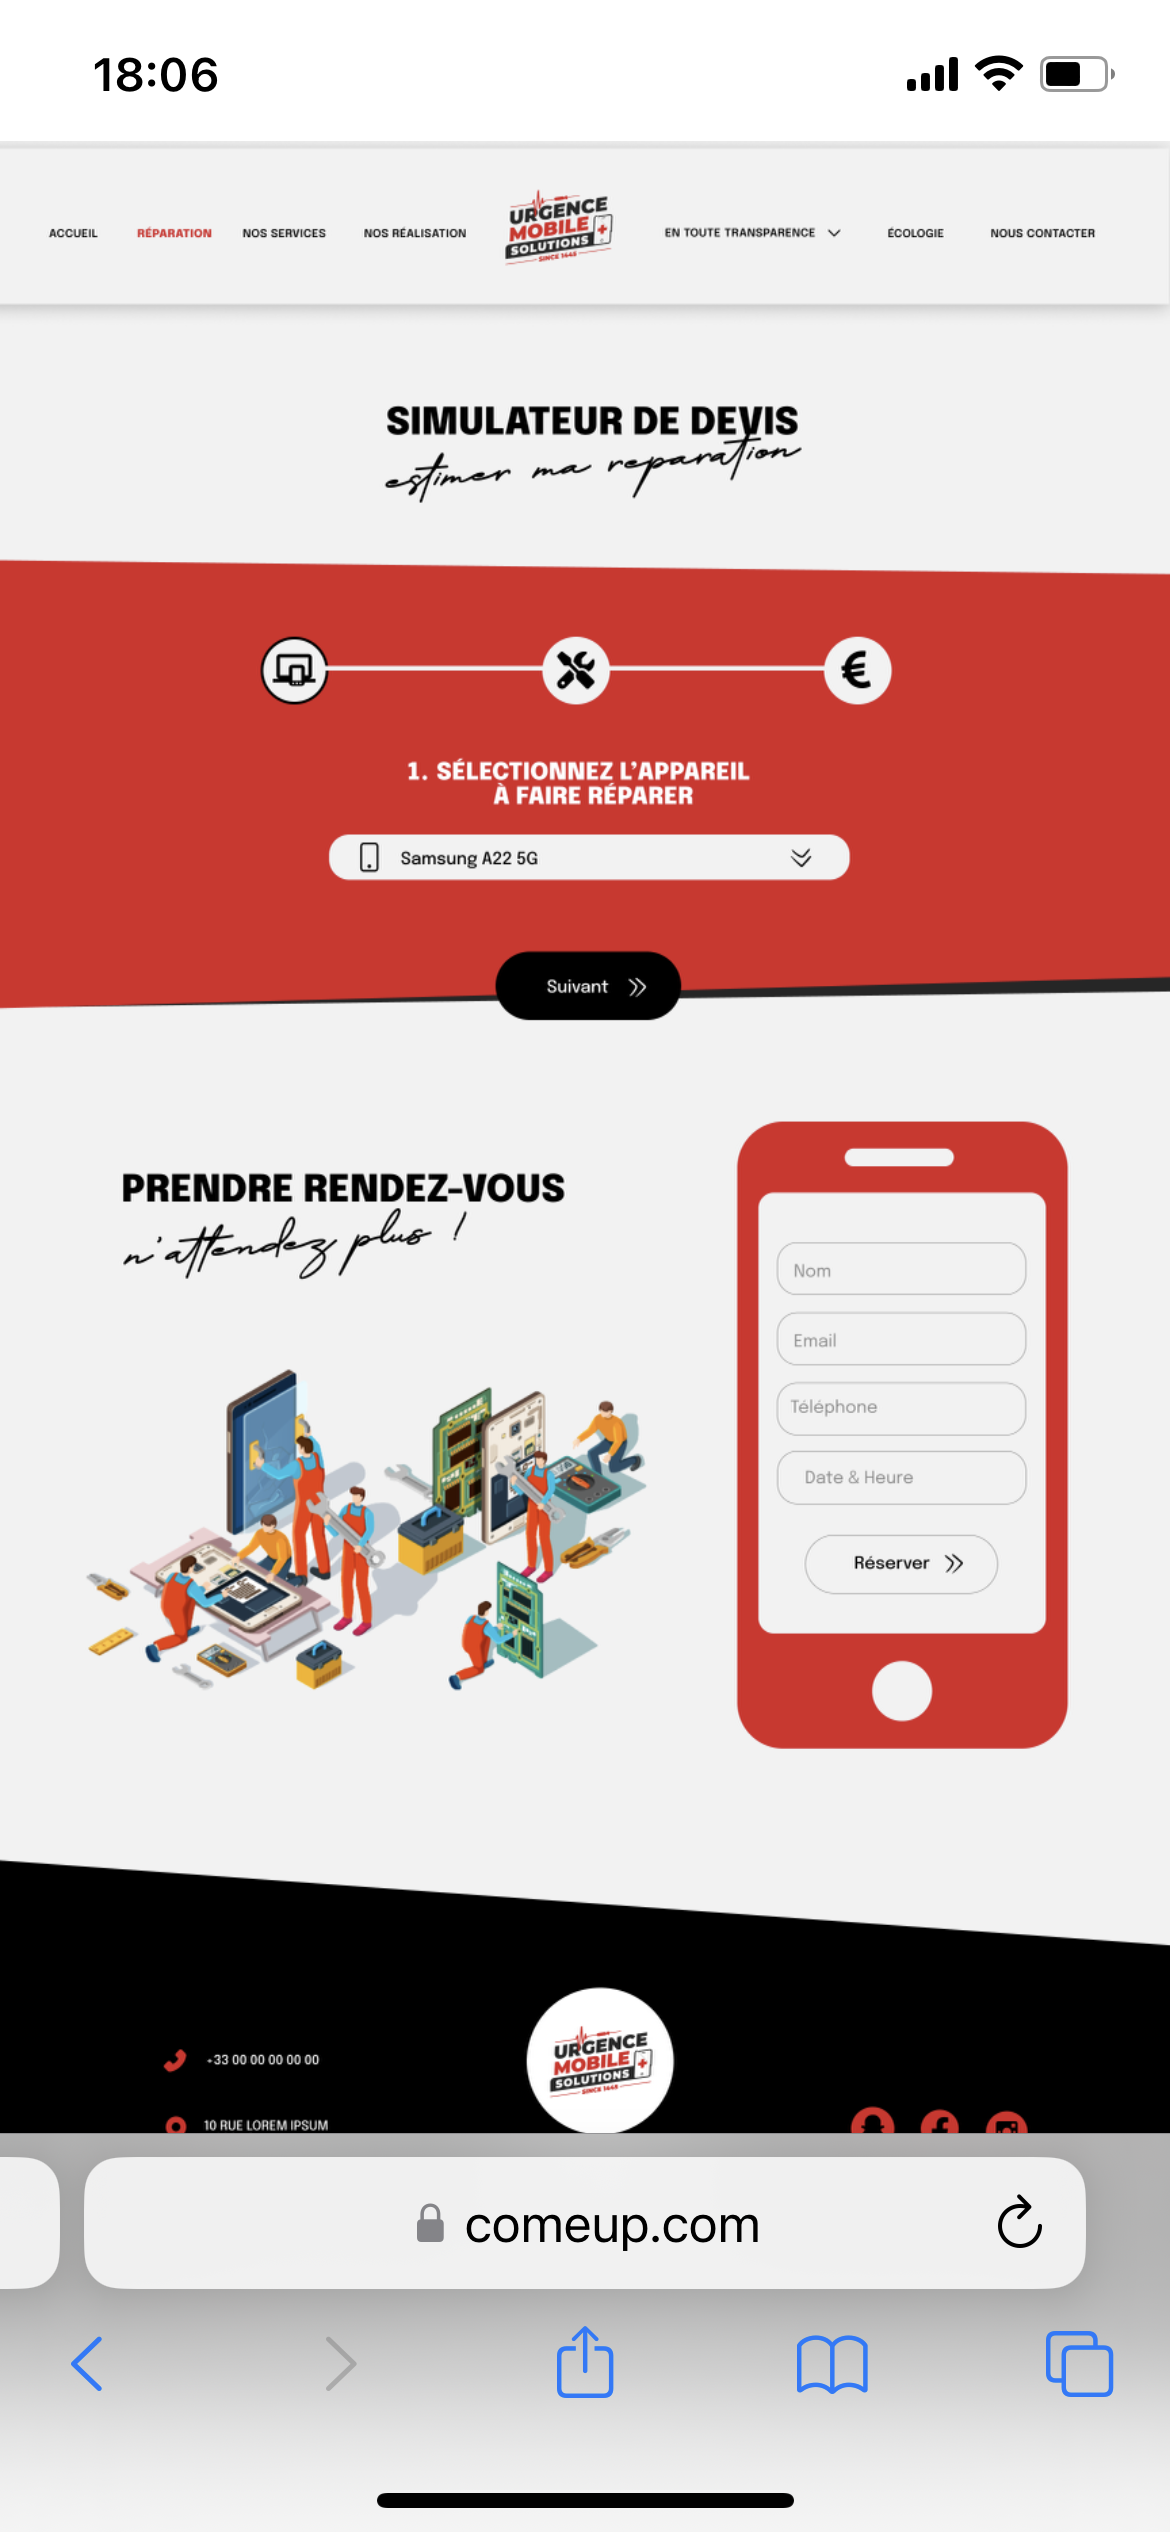 18:06
ACCUEIL RÉPARATION NOS SERVICES NOS RÉALISATION
URGENCE
MOBILE
SOLUTIONS
SINCE 1445
EN TOUTE TRANSPARENCE ÉCOLOGIE NOUS CONTACTER
SIMULATEUR DE DEVIS
estimer ma reparation
€
1. SÉLECTIONNEZ L'APPAREIL
À FAIRE RÉPARER
Samsung A22 5G
Suivant
PRENDRE RENDEZ-VOUS
n'attendez plus !
Nom
Email
Téléphone
Date & Heure
Réserver
+33 00 00 00 00 00
10 RUE LOREM IPSUM
URGENCE
MOBILE
SOLUTIONS
SINCE 1445
comeup.com